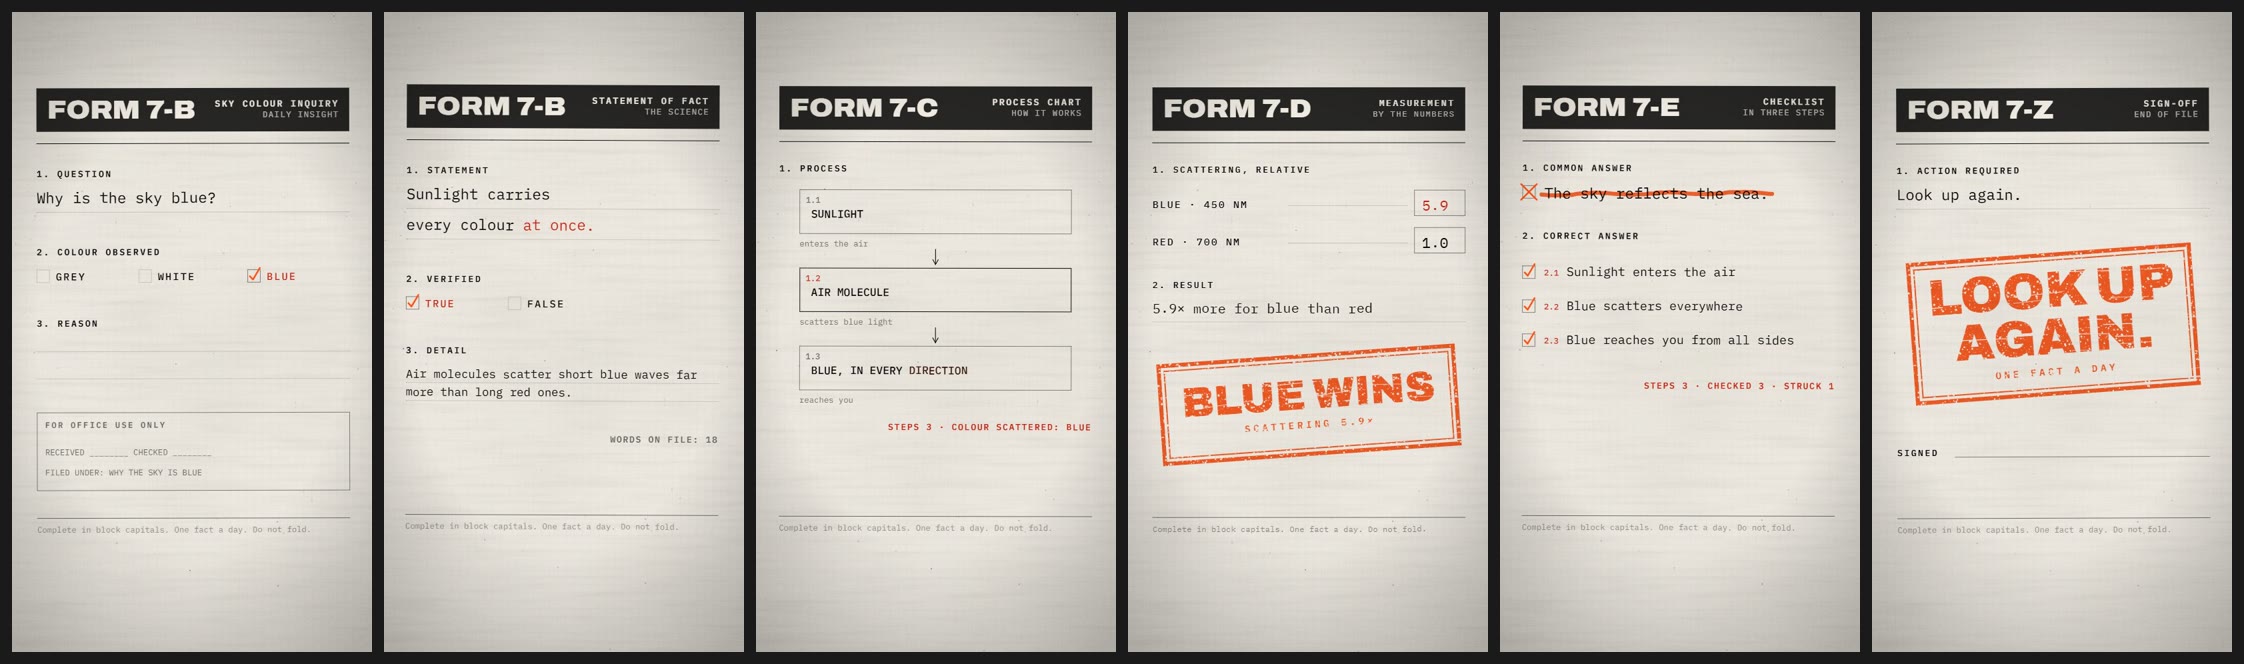 FORM 7-B
SKY COLOUR INQUIRY
DAILY INSIGHT
1. QUESTION
Why is the sky blue?
2. COLOUR OBSERVED
GREY WHITE BLUE
3. REASON
FOR OFFICE USE ONLY
RECEIVED ________ CHECKED ________
FILED UNDER: WHY THE SKY IS BLUE
Complete in block capitals. One fact a day. Do not fold.
FORM 7-B
STATEMENT OF FACT
THE SCIENCE
1. STATEMENT
Sunlight carries
every colour at once.
2. VERIFIED
TRUE FALSE
3. DETAIL
Air molecules scatter short blue waves far
more than long red ones.
WORDS ON FILE: 18
Complete in block capitals. One fact a day. Do not fold.
FORM 7-C
PROCESS CHART
HOW IT WORKS
1. PROCESS
1.1
SUNLIGHT
enters the air
1.2
AIR MOLECULE
scatters blue light
1.3
BLUE, IN EVERY DIRECTION
reaches you
STEPS 3 · COLOUR SCATTERED: BLUE
Complete in block capitals. One fact a day. Do not fold.
FORM 7-D
MEASUREMENT
BY THE NUMBERS
1. SCATTERING, RELATIVE
BLUE · 450 NM 5.9
RED · 700 NM 1.0
2. RESULT
5.9× more for blue than red
BLUE WINS
SCATTERING 5.9×
Complete in block capitals. One fact a day. Do not fold.
FORM 7-E
CHECKLIST
IN THREE STEPS
1. COMMON ANSWER
The sky reflects the sea.
2. CORRECT ANSWER
2.1 Sunlight enters the air
2.2 Blue scatters everywhere
2.3 Blue reaches you from all sides
STEPS 3 · CHECKED 3 · STRUCK 1
Complete in block capitals. One fact a day. Do not fold.
FORM 7-Z
SIGN-OFF
END OF FILE
1. ACTION REQUIRED
Look up again.
LOOK UP
AGAIN.
ONE FACT A DAY
SIGNED
Complete in block capitals. One fact a day. Do not fold.